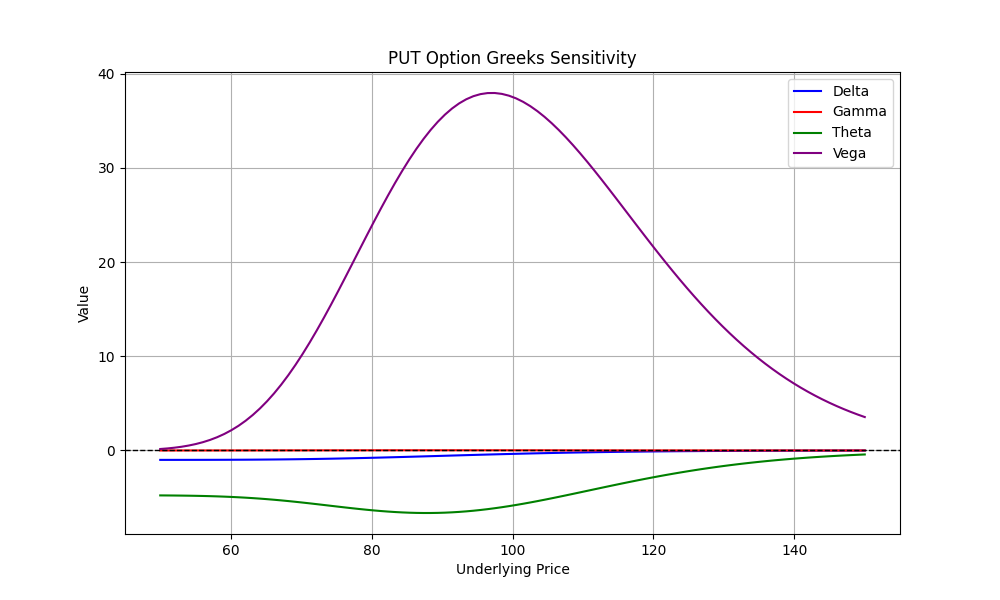 PUT Option Greeks Sensitivity
40
30
20
10
0
Value
60
80
100
120
140
Underlying Price
Delta
Gamma
Theta
Vega